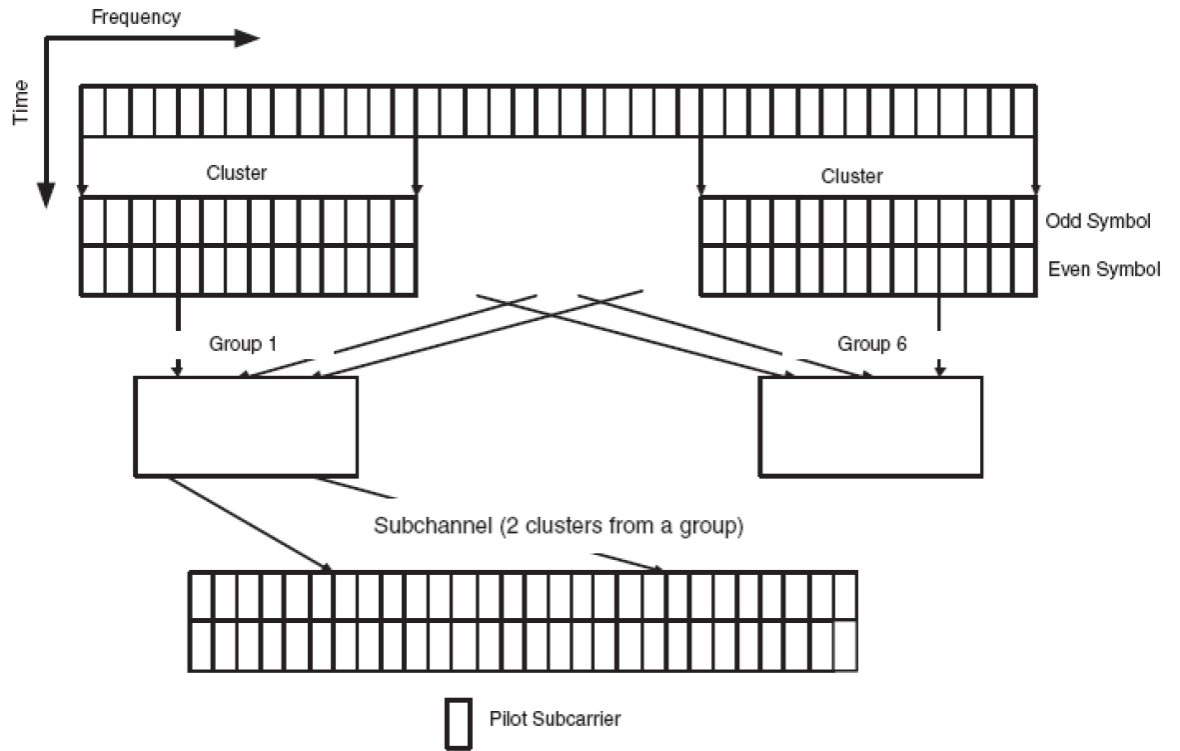 Frequency
Time
Cluster
Cluster
Odd Symbol
Even Symbol
Group 1
Group 6
Subchannel (2 clusters from a group)
Pilot Subcarrier